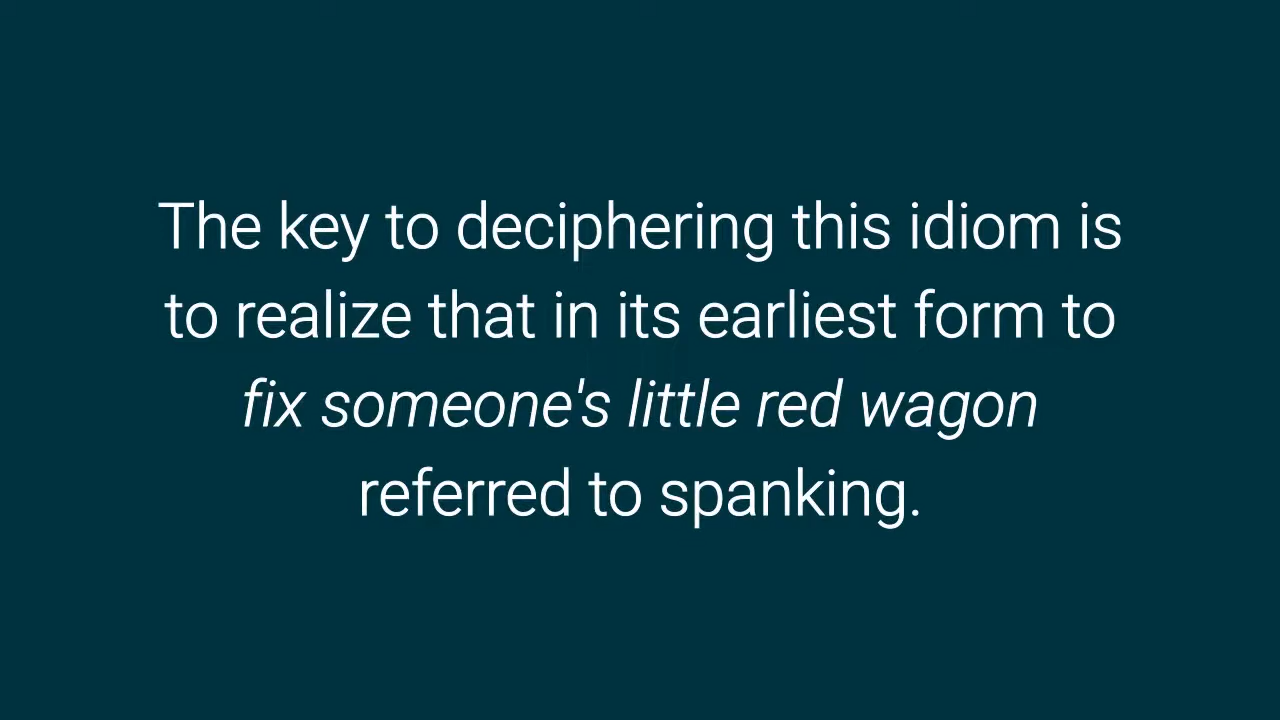 The key to deciphering this idiom is
to realize that in its earliest form to
fix someone's little red wagon
referred to spanking.